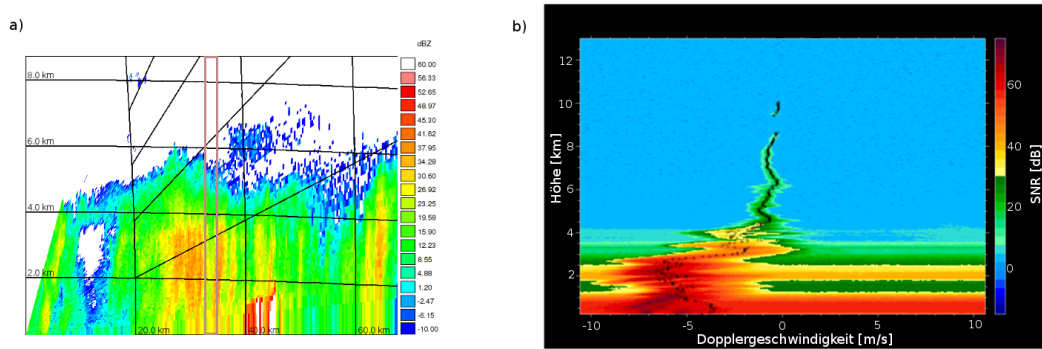 a)
dBZ
60.00
56.33
52.65
48.97
45.30
41.62
37.95
34.28
30.60
26.92
23.25
19.58
15.90
12.23
8.55
4.88
1.20
-2.47
-6.15
-10.00
8.0 km
6.0 km
4.0 km
2.0 km
20.0 km
40.0 km
60.0 km
b)
Höhe [km]
12
10
8
6
4
2
-10
-5
0
5
10
Dopplergeschwindigkeit [m/s]
60
40
20
0
SNR [dB]